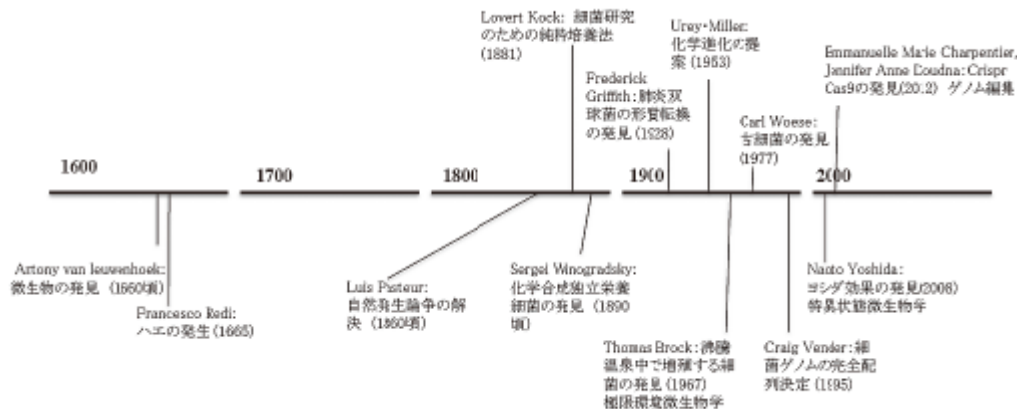 Lovert Kock: 細菌研究
のための純粋培養法
(1881)
Urey・Miller:
化学進化の提
案 (1953)
Emmanuelle Marie Charpentier,
Jennifer Anne Doudna: Crispr
Cas9の発見(2012) ゲノム編集
Frederick
Griffith: 肺炎双
球菌の形質転換
の発見 (1928)
Carl Woese:
古細菌の発見
(1977)
1600
1700
1800
1900
2000
Artony van leuwenhoek:
微生物の発見 (1660頃)
Francesco Redi:
ハエの発生 (1665)
Luis Pasteur:
自然発生論争の解
決 (1860頃)
Sergei Winogradsky:
化学合成独立栄養
細菌の発見 (1890
頃)
Thomas Brock: 沸騰
温泉中で増殖する細
菌の発見 (1967)
極限環境微生物学
Craig Venter: 細
菌ゲノムの完全配
列決定 (1995)
Naoto Yoshida:
ヨシダ効果の発見(2008)
特異状態微生物学